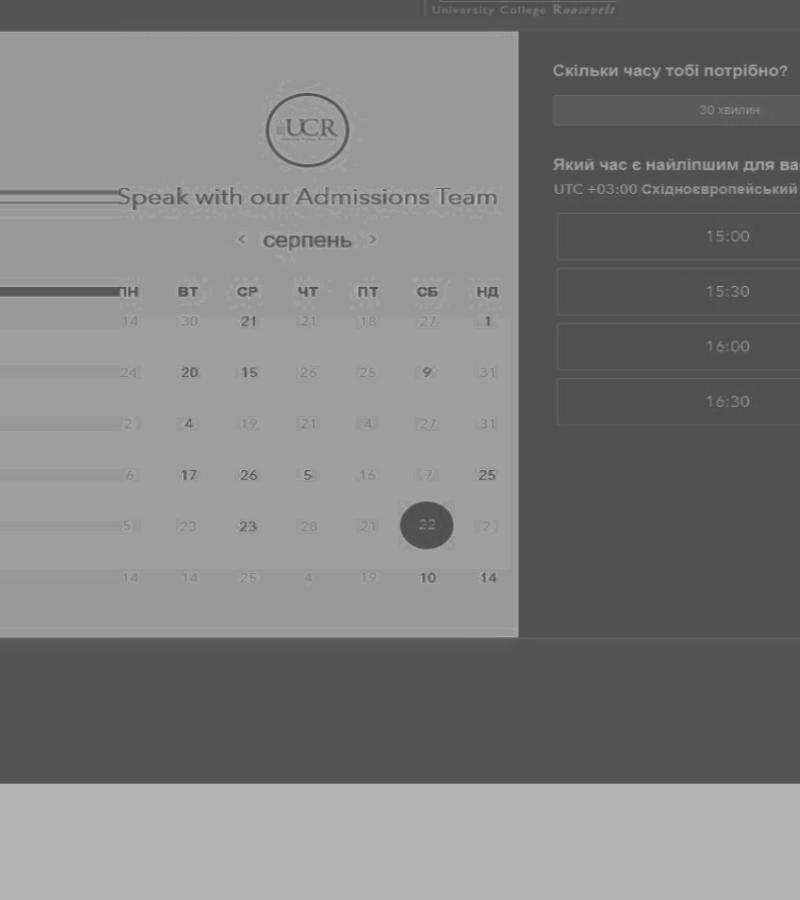 University College Roosevelt
UCR
Speak with our Admissions Team
‹ серпень ›
ПН ВТ СР ЧТ ПТ СБ НД
14 30 21 21 18 27 1
24 20 15 26 25 9 31
2 4 19 21 4 27 31
6 17 26 5 16 7 25
5 23 23 28 21 22 2
14 14 25 4 19 10 14
Скільки часу тобі потрібно?
30 хвилин
Який час є найліпшим для ва
UTC +03:00 Східноєвропейський
15:00
15:30
16:00
16:30